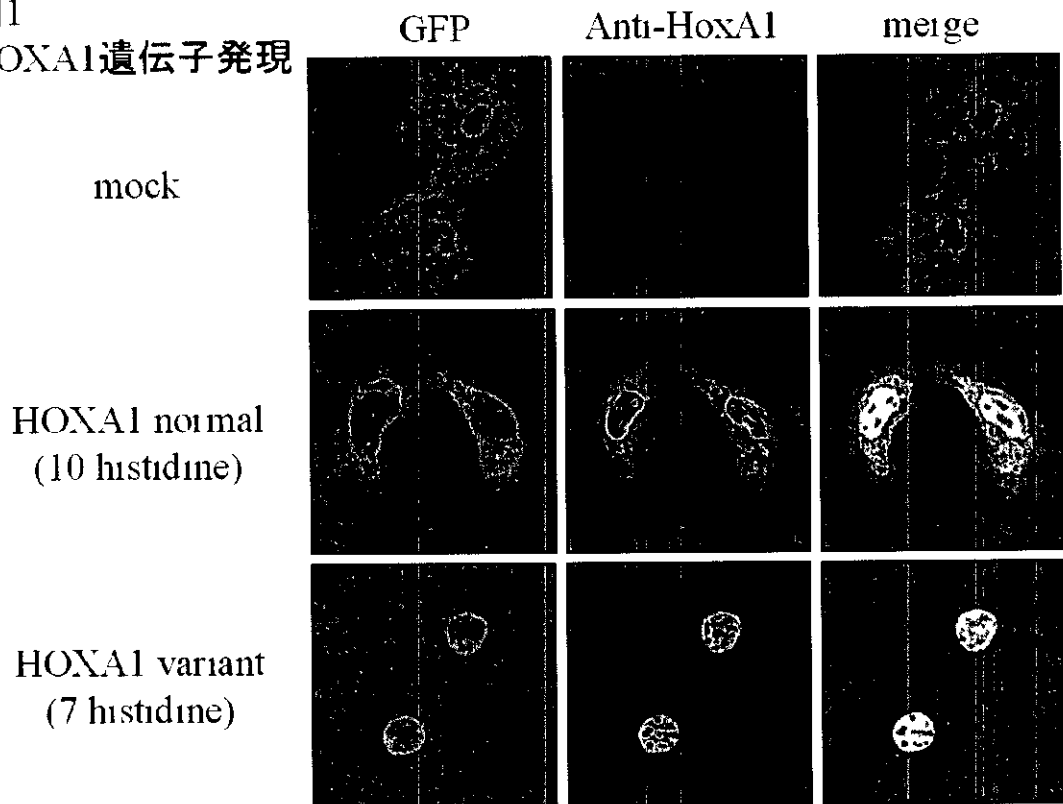 1
OXA1遺伝子発現
GFP Anti-HoxA1 merge
mock
HOXA1 normal
(10 histidine)
HOXA1 variant
(7 histidine)